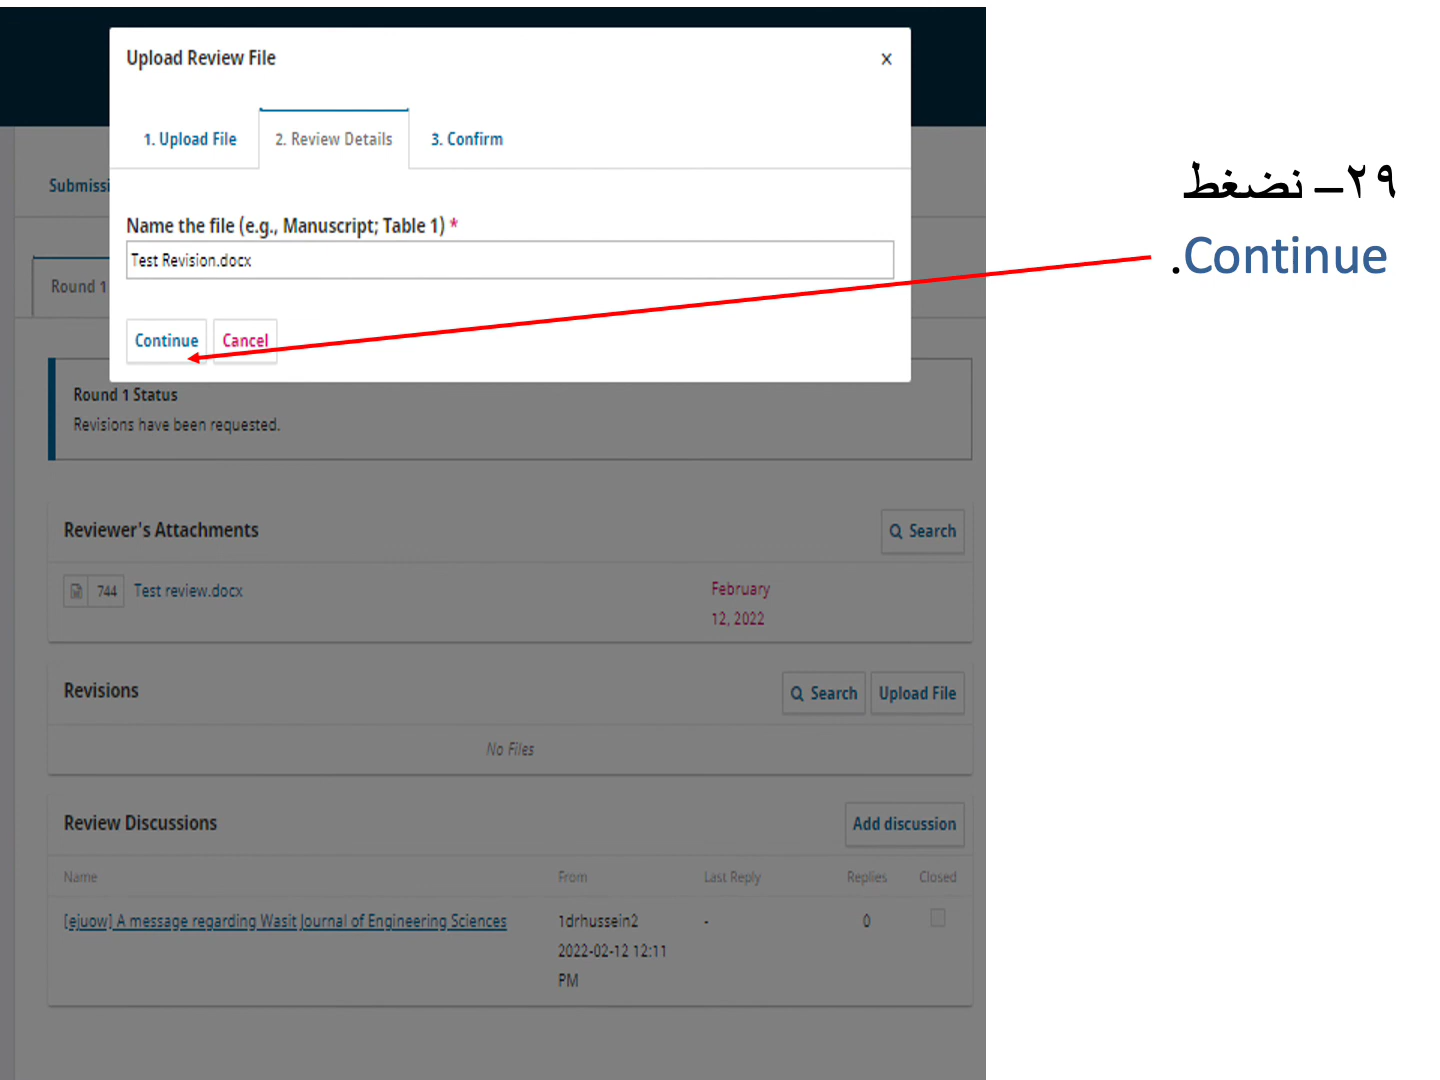 Upload Review File
x
1. Upload File
2. Review Details
3. Confirm
Submissi
Name the file (e.g., Manuscript; Table 1) *
Test Revision.docx
Round 1
Continue
Cancel
Round 1 Status
Revisions have been requested.
Reviewer's Attachments
Search
744
Test review.docx
February
12, 2022
Revisions
Search
Upload File
No Files
Review Discussions
Add discussion
Name
From
Last Reply
Replies
Closed
[ejuow] A message regarding Wasit Journal of Engineering Sciences
1drhussein2
2022-02-12 12:11
PM
-
0
٢٩– نضغط
Continue.